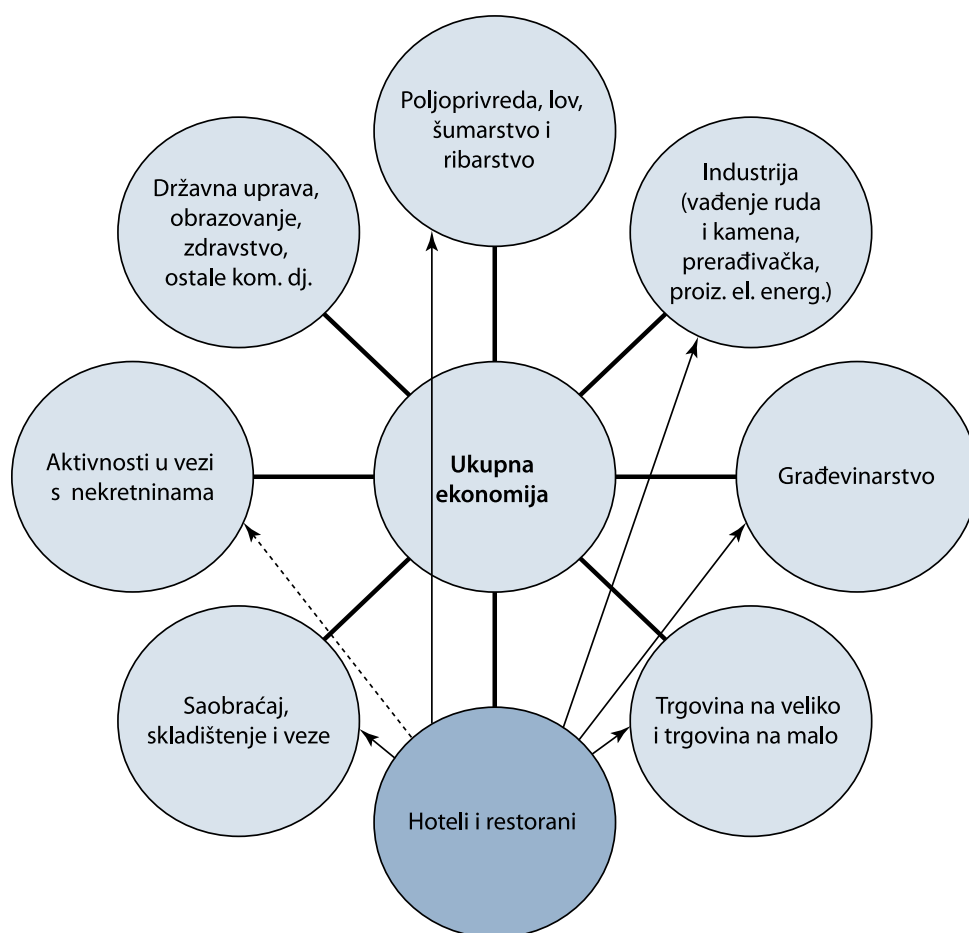 Poljoprivreda, lov,
šumarstvo i
ribarstvo
Državna uprava,
obrazovanje,
zdravstvo,
ostale kom. dj.
Industrija
(vađenje ruda
i kamena,
prerađivačka,
proiz. el. energ.)
Aktivnosti u vezi
s nekretninama
Ukupna
ekonomija
Građevinarstvo
Saobraćaj,
skladištenje i veze
Trgovina na veliko
i trgovina na malo
Hoteli i restorani